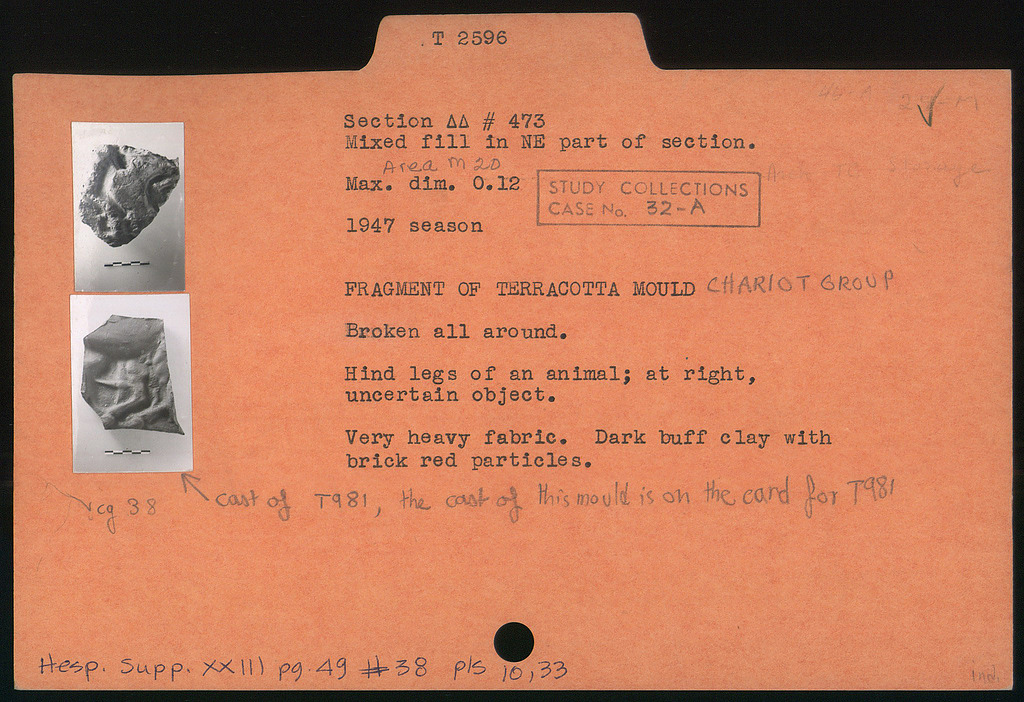 T 2596
Section ΔΔ # 473
Mixed fill in NE part of section.
Area M 20
Max. dim. 0.12
STUDY COLLECTIONS
CASE No. 32-A
1947 season
FRAGMENT OF TERRACOTTA MOULD CHARIOT GROUP
Broken all around.
Hind legs of an animal; at right,
uncertain object.
Very heavy fabric. Dark buff clay with
brick red particles.
cg 38
cast of T981, the cast of this mould is on the card for T981
Hesp. Supp. XXIII pg. 49 #38 pls 10,33
ind.